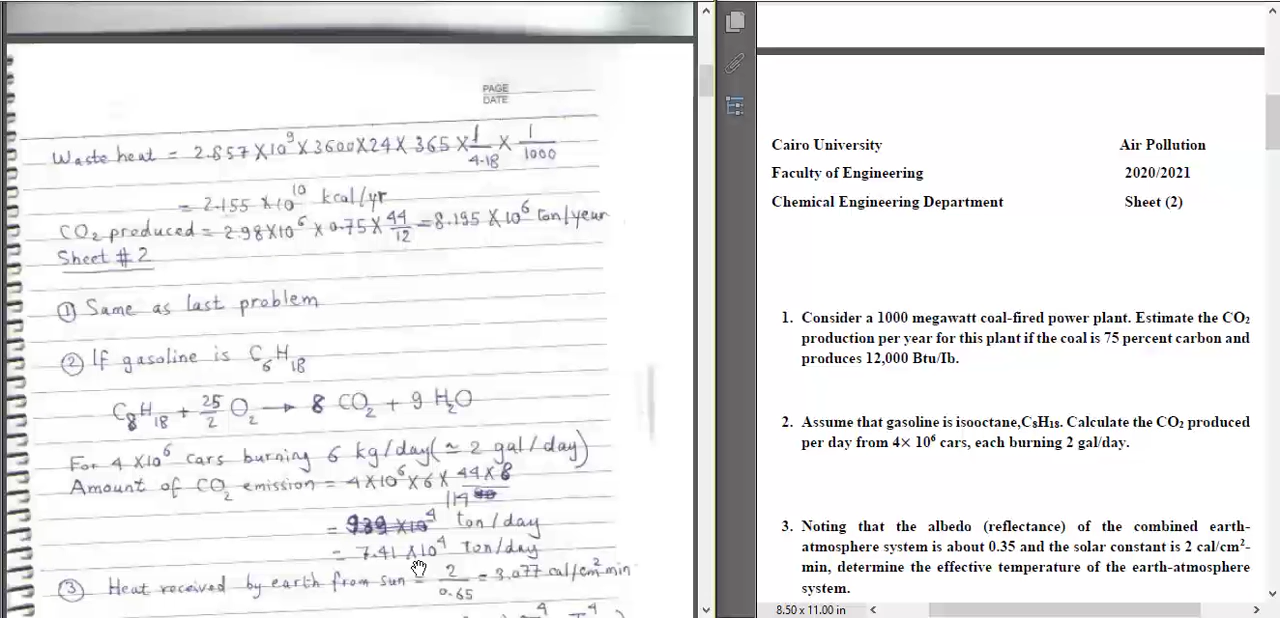 PAGE
DATE
Waste heat = 2.857 X 10^9 X 3600 X 24 X 365 X 1/4.18 X 1/1000
= 2.155 X 10^10 kcal/yr
CO2 produced = 2.98 X 10^6 X 0.75 X 44/12 = 8.195 X 10^6 ton/year
Sheet # 2
① Same as last problem
② If gasoline is C6H18
C8H18 + 25/2 O2 → 8 CO2 + 9 H2O
For 4 X 10^6 cars burning 6 kg/day (≃ 2 gal/day)
Amount of CO2 emission = 4 X 10^6 X 6 X 44 X 8/114
= 939 X 10^4 ton/day
= 7.41 X 10^4 ton/day
③ Heat received by earth from sun = 2/0.65 = 3.077 cal/cm^2 min
Cairo University Air Pollution
Faculty of Engineering 2020/2021
Chemical Engineering Department Sheet (2)
1. Consider a 1000 megawatt coal-fired power plant. Estimate the CO2
production per year for this plant if the coal is 75 percent carbon and
produces 12,000 Btu/Ib.
2. Assume that gasoline is isooctane,C8H18. Calculate the CO2 produced
per day from 4× 10^6 cars, each burning 2 gal/day.
3. Noting that the albedo (reflectance) of the combined earth-
atmosphere system is about 0.35 and the solar constant is 2 cal/cm^2-
min, determine the effective temperature of the earth-atmosphere
system.
8.50 x 11.00 in